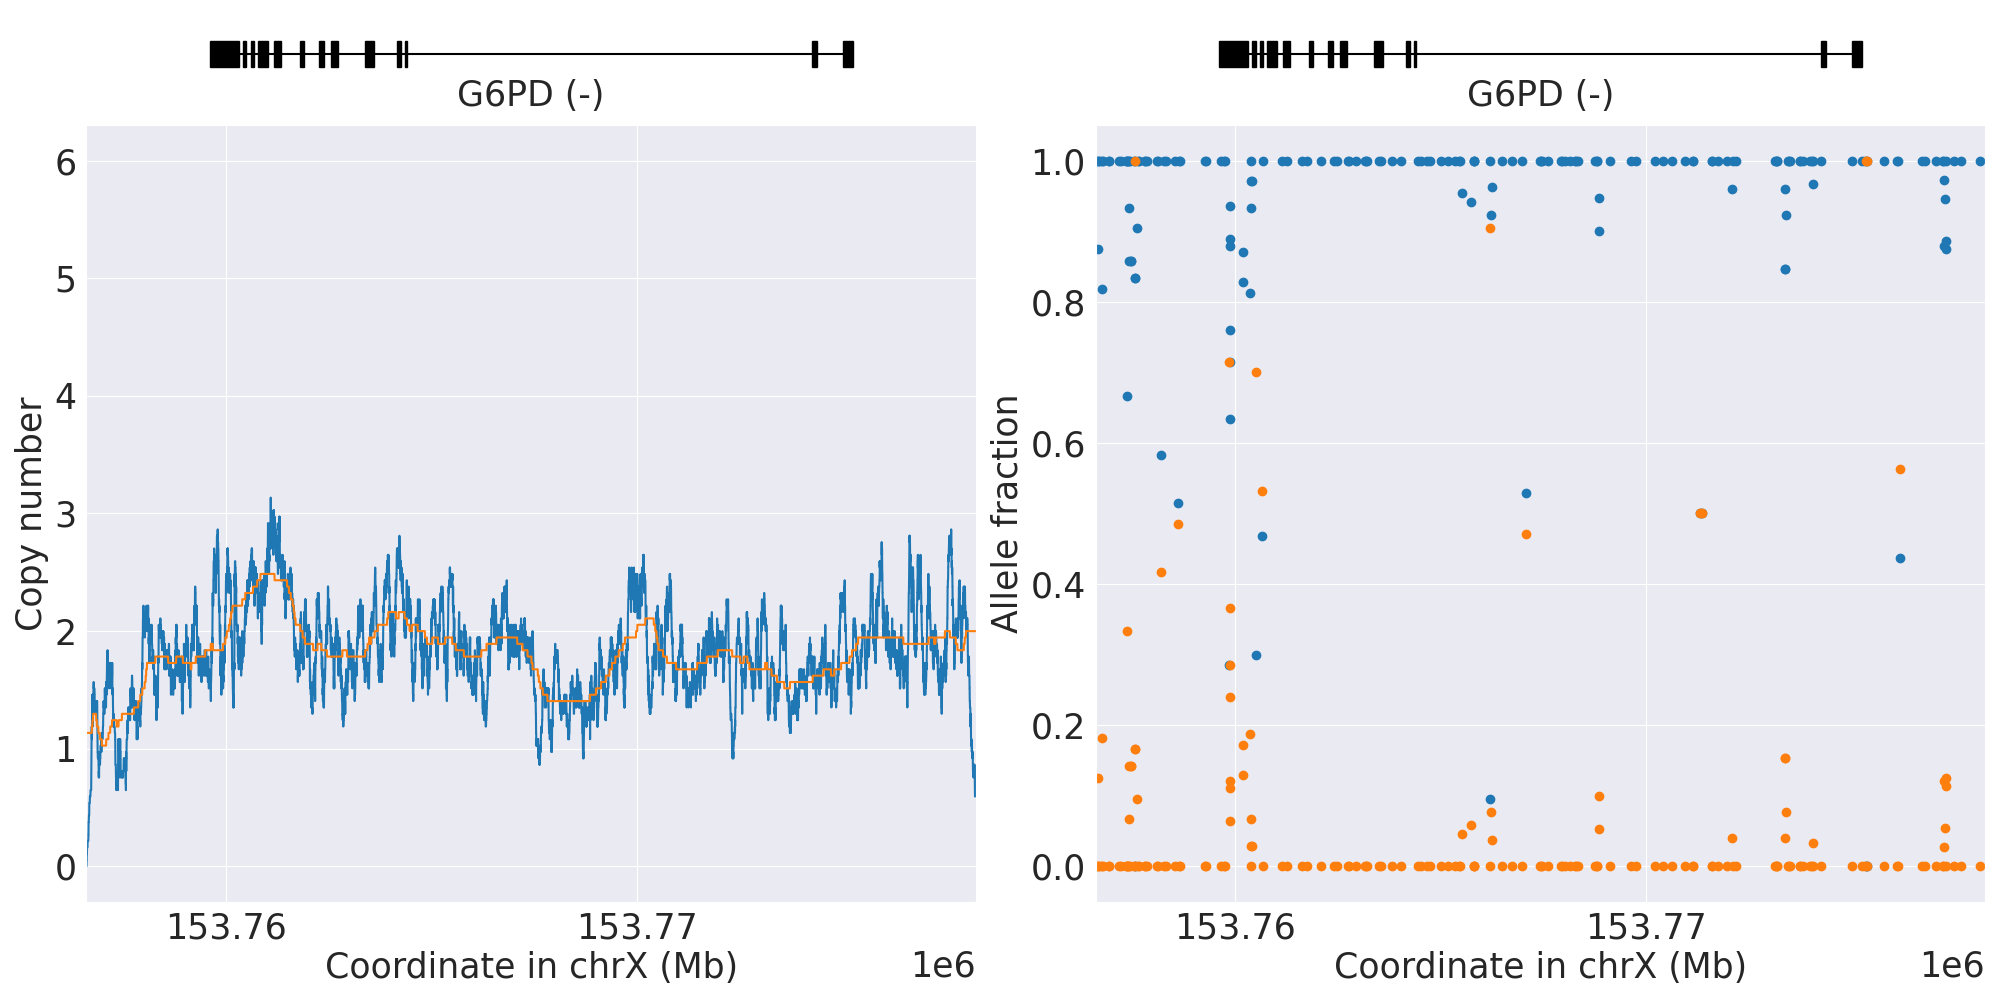 G6PD (-)
6
5
4
3
2
1
0
Copy number
153.76
153.77
Coordinate in chrX (Mb)
1e6
G6PD (-)
1.0
0.8
0.6
0.4
0.2
0.0
Allele fraction
153.76
153.77
Coordinate in chrX (Mb)
1e6